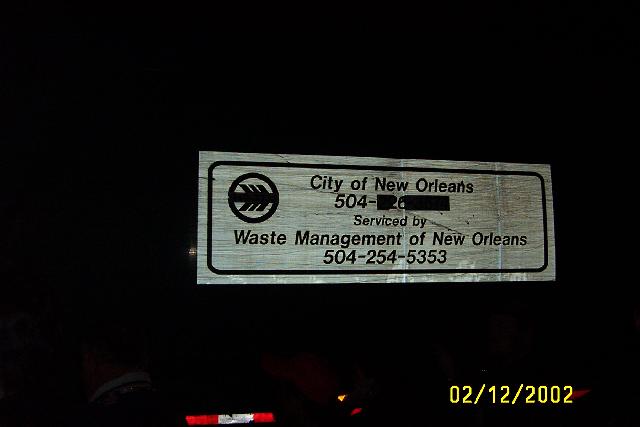 City of New Orleans
504-
Serviced by
Waste Management of New Orleans
504-254-5353
02/12/2002